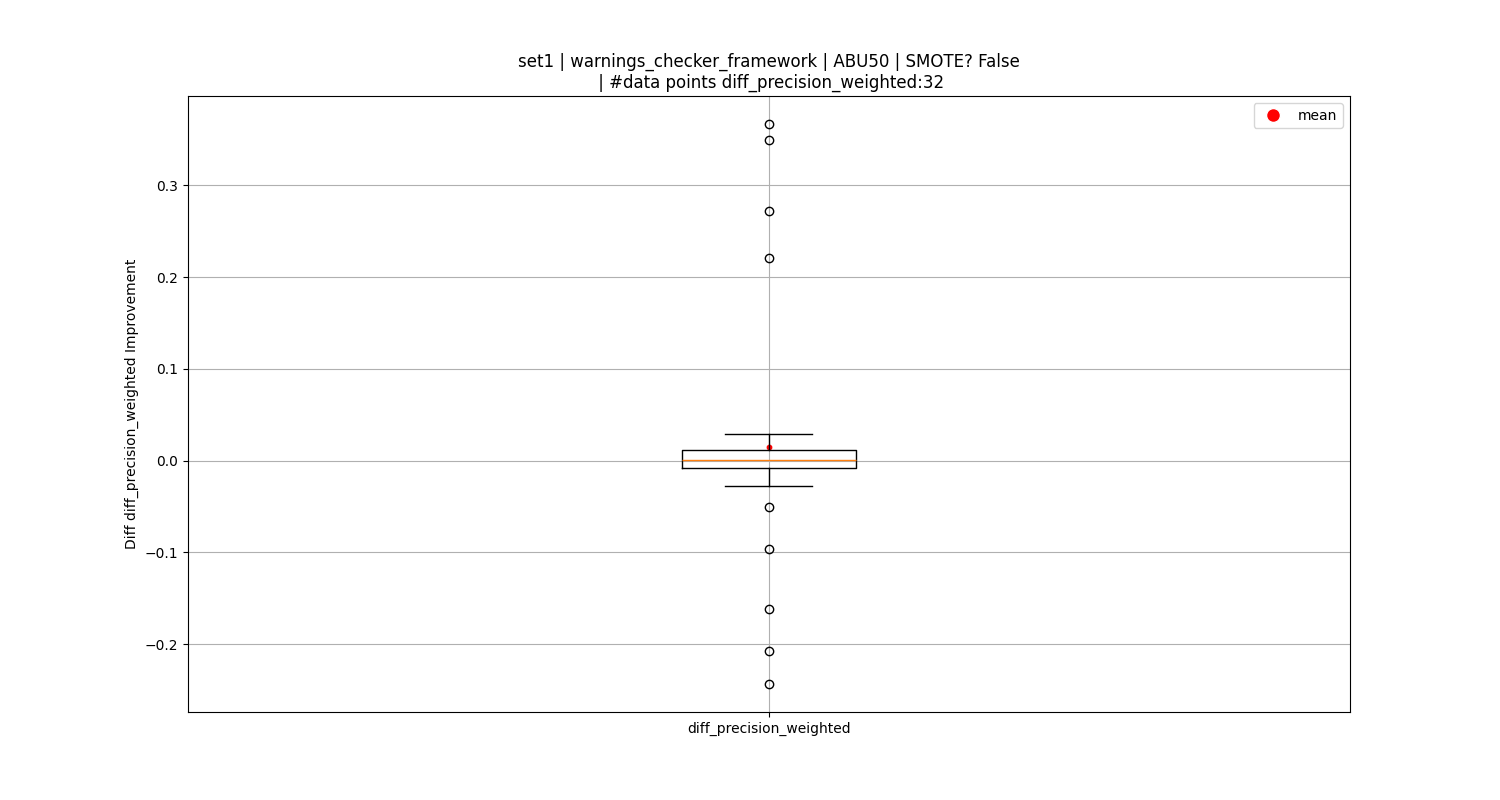 set1 | warnings_checker_framework | ABU50 | SMOTE? False
| #data points diff_precision_weighted:32
mean
0.3
0.2
0.1
0.0
−0.1
−0.2
Diff diff_precision_weighted Improvement
diff_precision_weighted